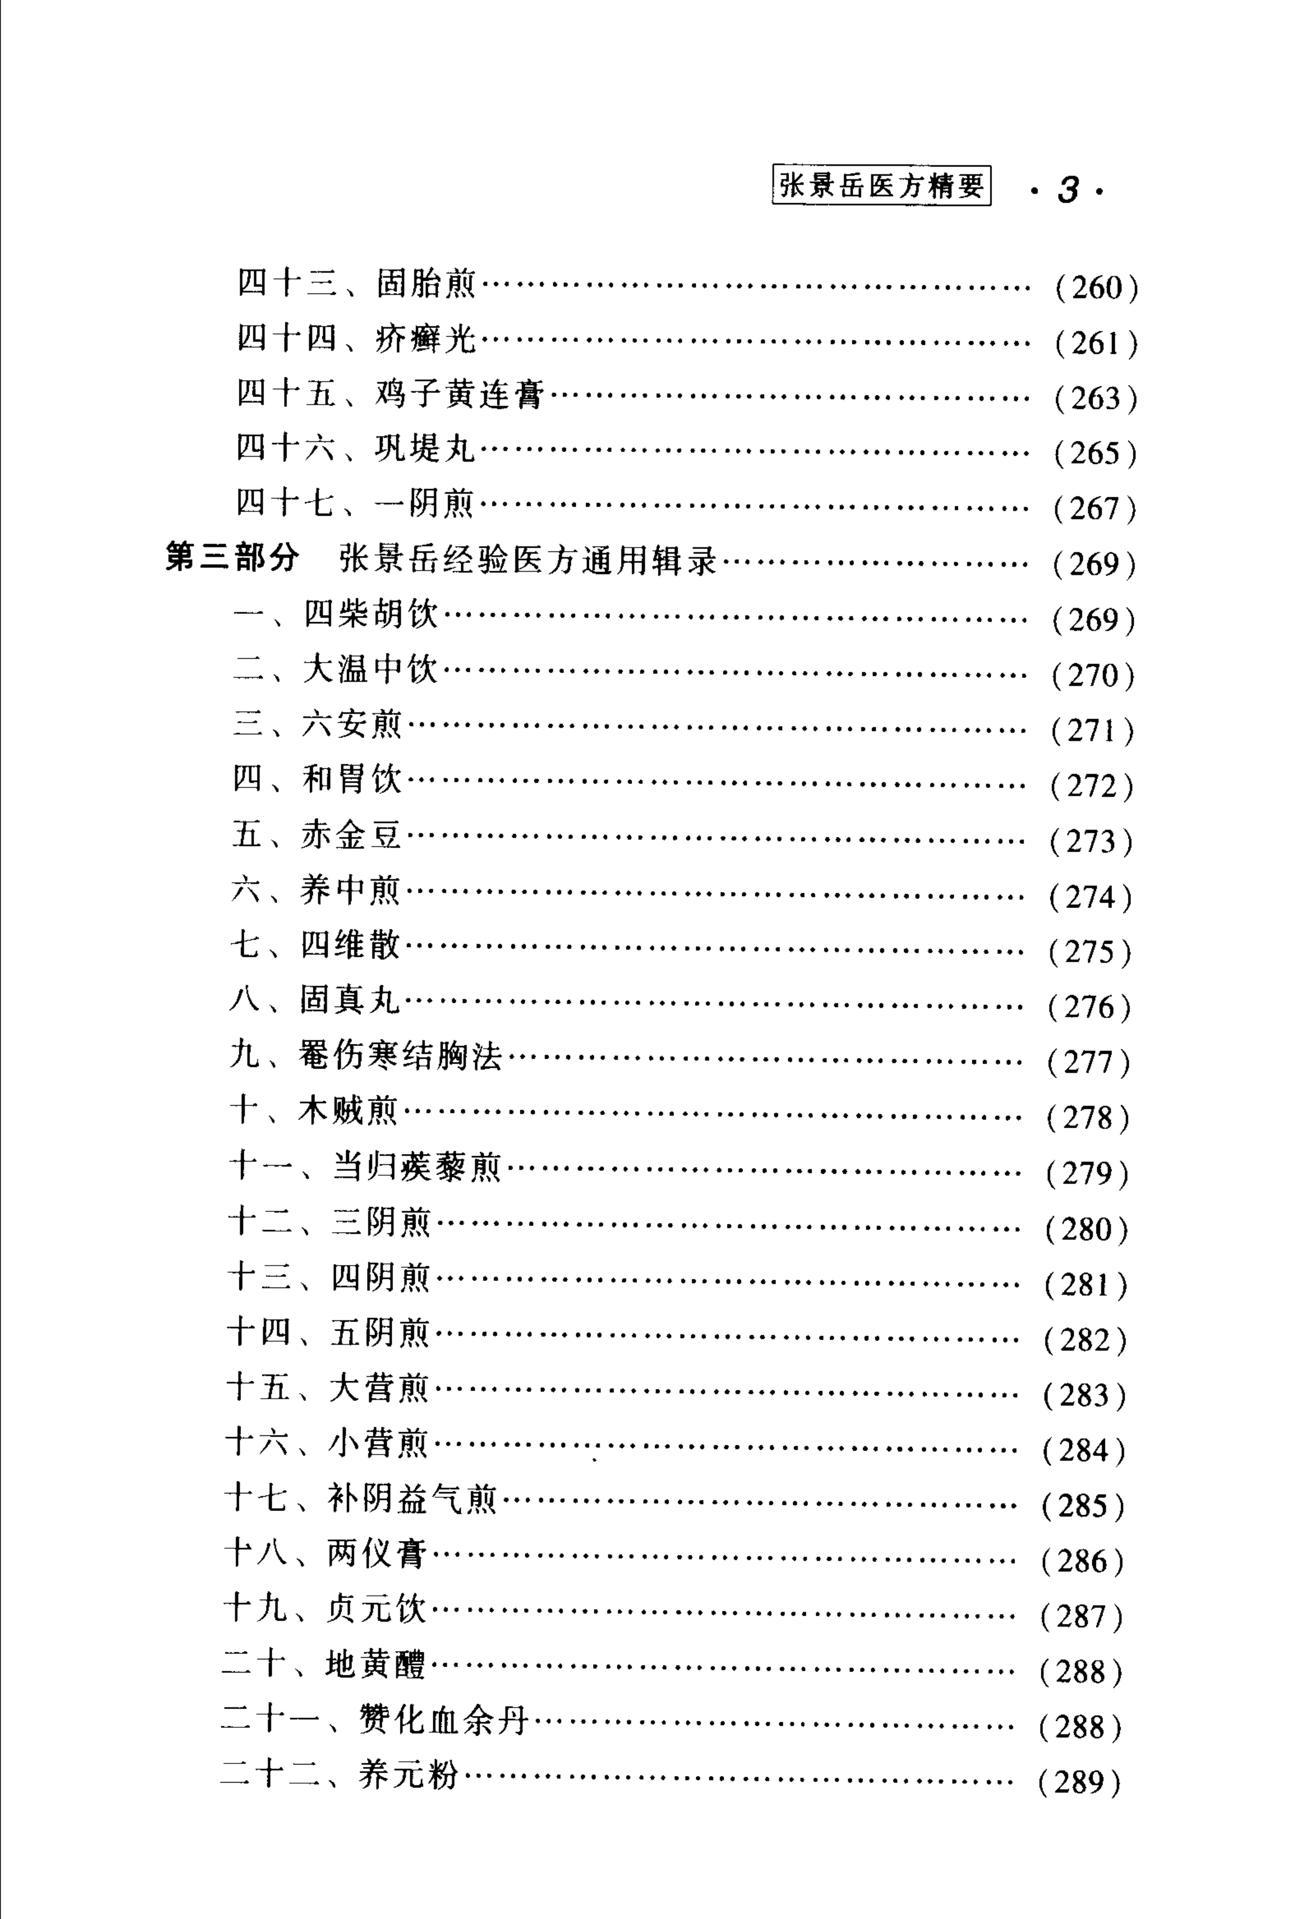 张景岳医方精要 ·3·
四十三、固胎煎…………………………………………(260)
四十四、疥癣光…………………………………………(261)
四十五、鸡子黄连膏……………………………………(263)
四十六、巩堤丸…………………………………………(265)
四十七、一阴煎…………………………………………(267)
第三部分 张景岳经验医方通用辑录………………………(269)
一、四柴胡饮……………………………………………(269)
二、大温中饮……………………………………………(270)
三、六安煎………………………………………………(271)
四、和胃饮………………………………………………(272)
五、赤金豆………………………………………………(273)
六、养中煎………………………………………………(274)
七、四维散………………………………………………(275)
八、固真丸………………………………………………(276)
九、罨伤寒结胸法………………………………………(277)
十、木贼煎………………………………………………(278)
十一、当归蒺藜煎………………………………………(279)
十二、三阴煎……………………………………………(280)
十三、四阴煎……………………………………………(281)
十四、五阴煎……………………………………………(282)
十五、大营煎……………………………………………(283)
十六、小营煎……………………………………………(284)
十七、补阴益气煎………………………………………(285)
十八、两仪膏……………………………………………(286)
十九、贞元饮……………………………………………(287)
二十、地黄醴……………………………………………(288)
二十一、赞化血余丹……………………………………(288)
二十二、养元粉…………………………………………(289)